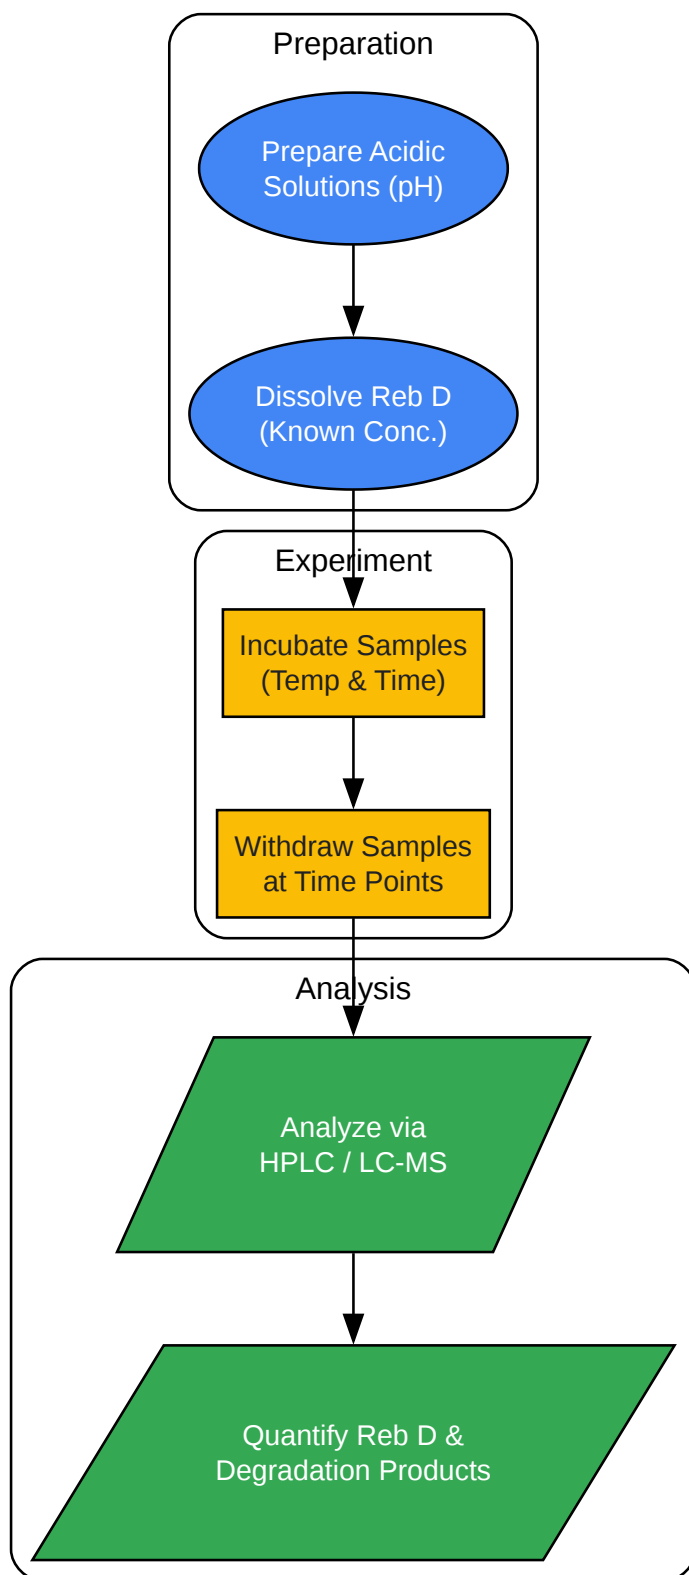 Preparation
Prepare Acidic
Solutions (pH)
Dissolve Reb D
(Known Conc.)
Experiment
Incubate Samples
(Temp & Time)
Withdraw Samples
at Time Points
Analysis
Analyze via
HPLC / LC-MS
Quantify Reb D &
Degradation Products